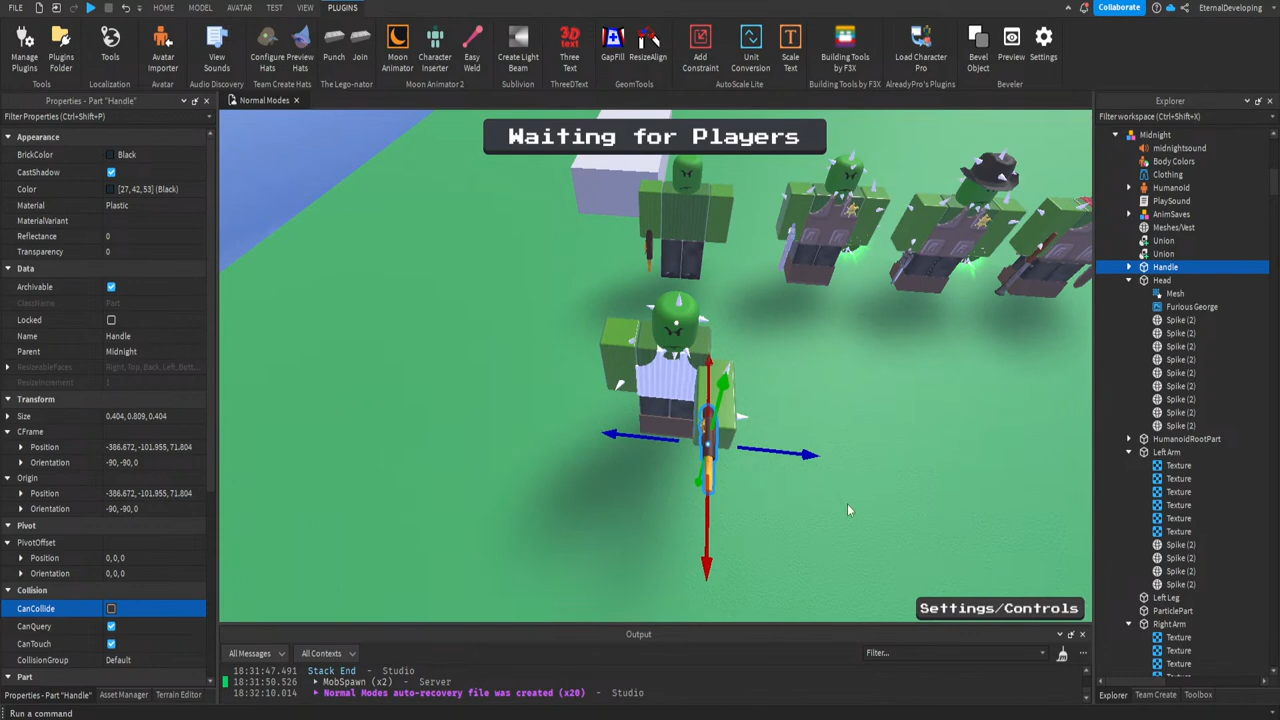 FILE HOME MODEL AVATAR TEST VIEW PLUGINS Collaborate EternalDeveloping
Manage Plugins Plugins Folder Tools Avatar Importer View Sounds Configure Hats Preview Hats Punch Join Moon Animator Character Inserter Easy Weld Create Light Beam 3D TEXT Three Text GapFill ResizeAlign Add Constraint Unit Conversion Scale Text Building Tools by F3X Load Character Pro Bevel Object Preview Settings
Tools Localization Avatar Audio Discovery Team Create Hats The Lego-nator Moon Animator 2 Sublivion ThreeDText GeomTools AutoScale Lite Building Tools by F3X AlreadyPro's Plugins Beveler
Properties - Part "Handle"
Filter Properties (Ctrl+Shift+P)
Appearance
BrickColor Black
CastShadow
Color [27, 42, 53] (Black)
Material Plastic
MaterialVariant
Reflectance 0
Transparency 0
Data
Archivable
ClassName Part
Locked
Name Handle
Parent Midnight
ResizeableFaces Right, Top, Back, Left, Bott...
ResizeIncrement 1
Transform
Size 0.404, 0.809, 0.404
CFrame
Position -386.672, -101.955, 71.804
Orientation -90, -90, 0
Origin
Position -386.672, -101.955, 71.804
Orientation -90, -90, 0
Pivot
PivotOffset
Position 0, 0, 0
Orientation 0, 0, 0
Collision
CanCollide
CanQuery
CanTouch
CollisionGroup Default
Part
Properties - Part "Handle" Asset Manager Terrain Editor
Run a command
Normal Modes
Waiting for Players
Settings/Controls
Output
All Messages All Contexts Filter...
18:31:47.491 Stack End - Studio
18:31:50.526 MobSpawn (x2) - Server
18:32:10.014 Normal Modes auto-recovery file was created (x20) - Studio
Explorer
Filter workspace (Ctrl+Shift+X)
Midnight
midnightsound
Body Colors
Clothing
Humanoid
PlaySound
AnimSaves
Meshes/Vest
Union
Union
Handle
Head
Mesh
Furious George
Spike (2)
Spike (2)
Spike (2)
Spike (2)
Spike (2)
Spike (2)
Spike (2)
Spike (2)
Spike (2)
HumanoidRootPart
Left Arm
Texture
Texture
Texture
Texture
Texture
Texture
Spike (2)
Spike (2)
Spike (2)
Spike (2)
Left Leg
ParticlePart
Right Arm
Texture
Texture
Texture
Explorer Team Create Toolbox